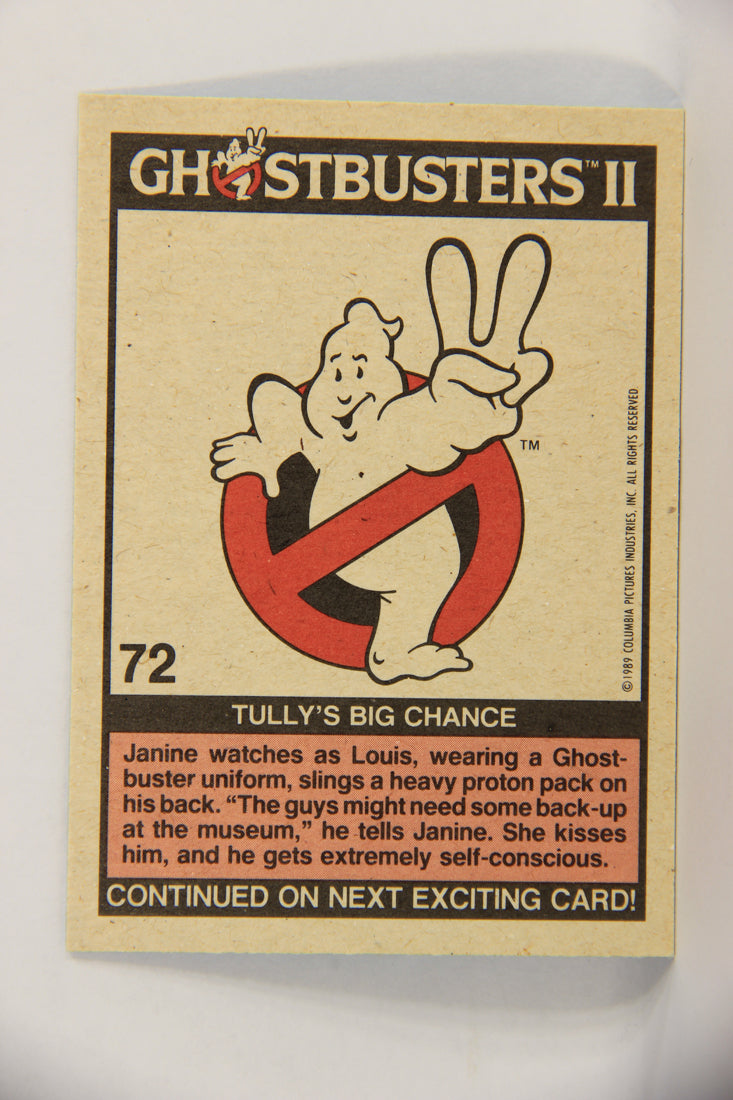 GHOSTBUSTERS™ II
TM
©1989 COLUMBIA PICTURES INDUSTRIES, INC. ALL RIGHTS RESERVED
72
TULLY'S BIG CHANCE
Janine watches as Louis, wearing a Ghost-
buster uniform, slings a heavy proton pack on
his back. “The guys might need some back-up
at the museum,” he tells Janine. She kisses
him, and he gets extremely self-conscious.
CONTINUED ON NEXT EXCITING CARD!